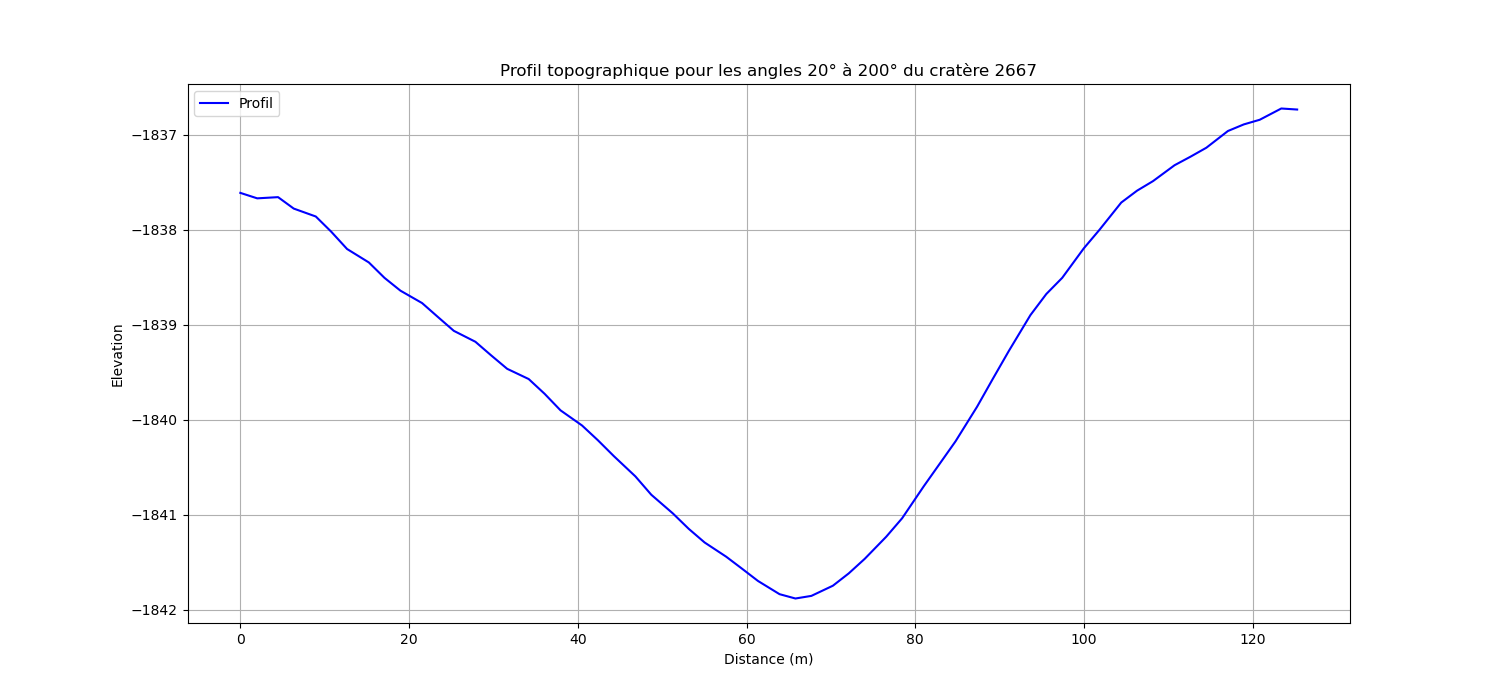 Profil topographique pour les angles 20° à 200° du cratère 2667
Profil
−1837
−1838
−1839
−1840
−1841
−1842
Elevation
0 20 40 60 80 100 120
Distance (m)